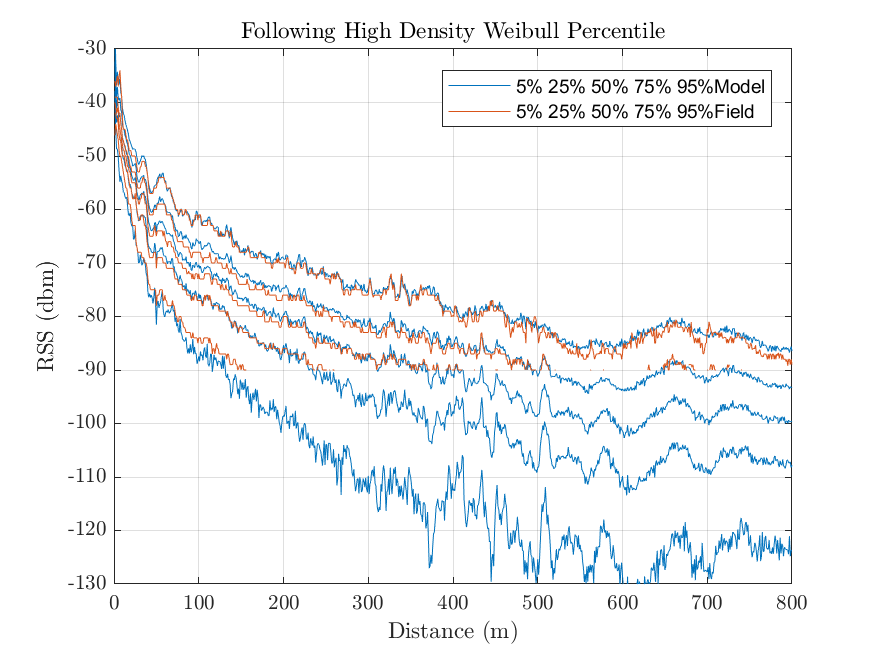 Following High Density Weibull Percentile
5% 25% 50% 75% 95%Model
5% 25% 50% 75% 95%Field
-30
-40
-50
-60
-70
-80
-90
-100
-110
-120
-130
RSS (dbm)
0 100 200 300 400 500 600 700 800
Distance (m)